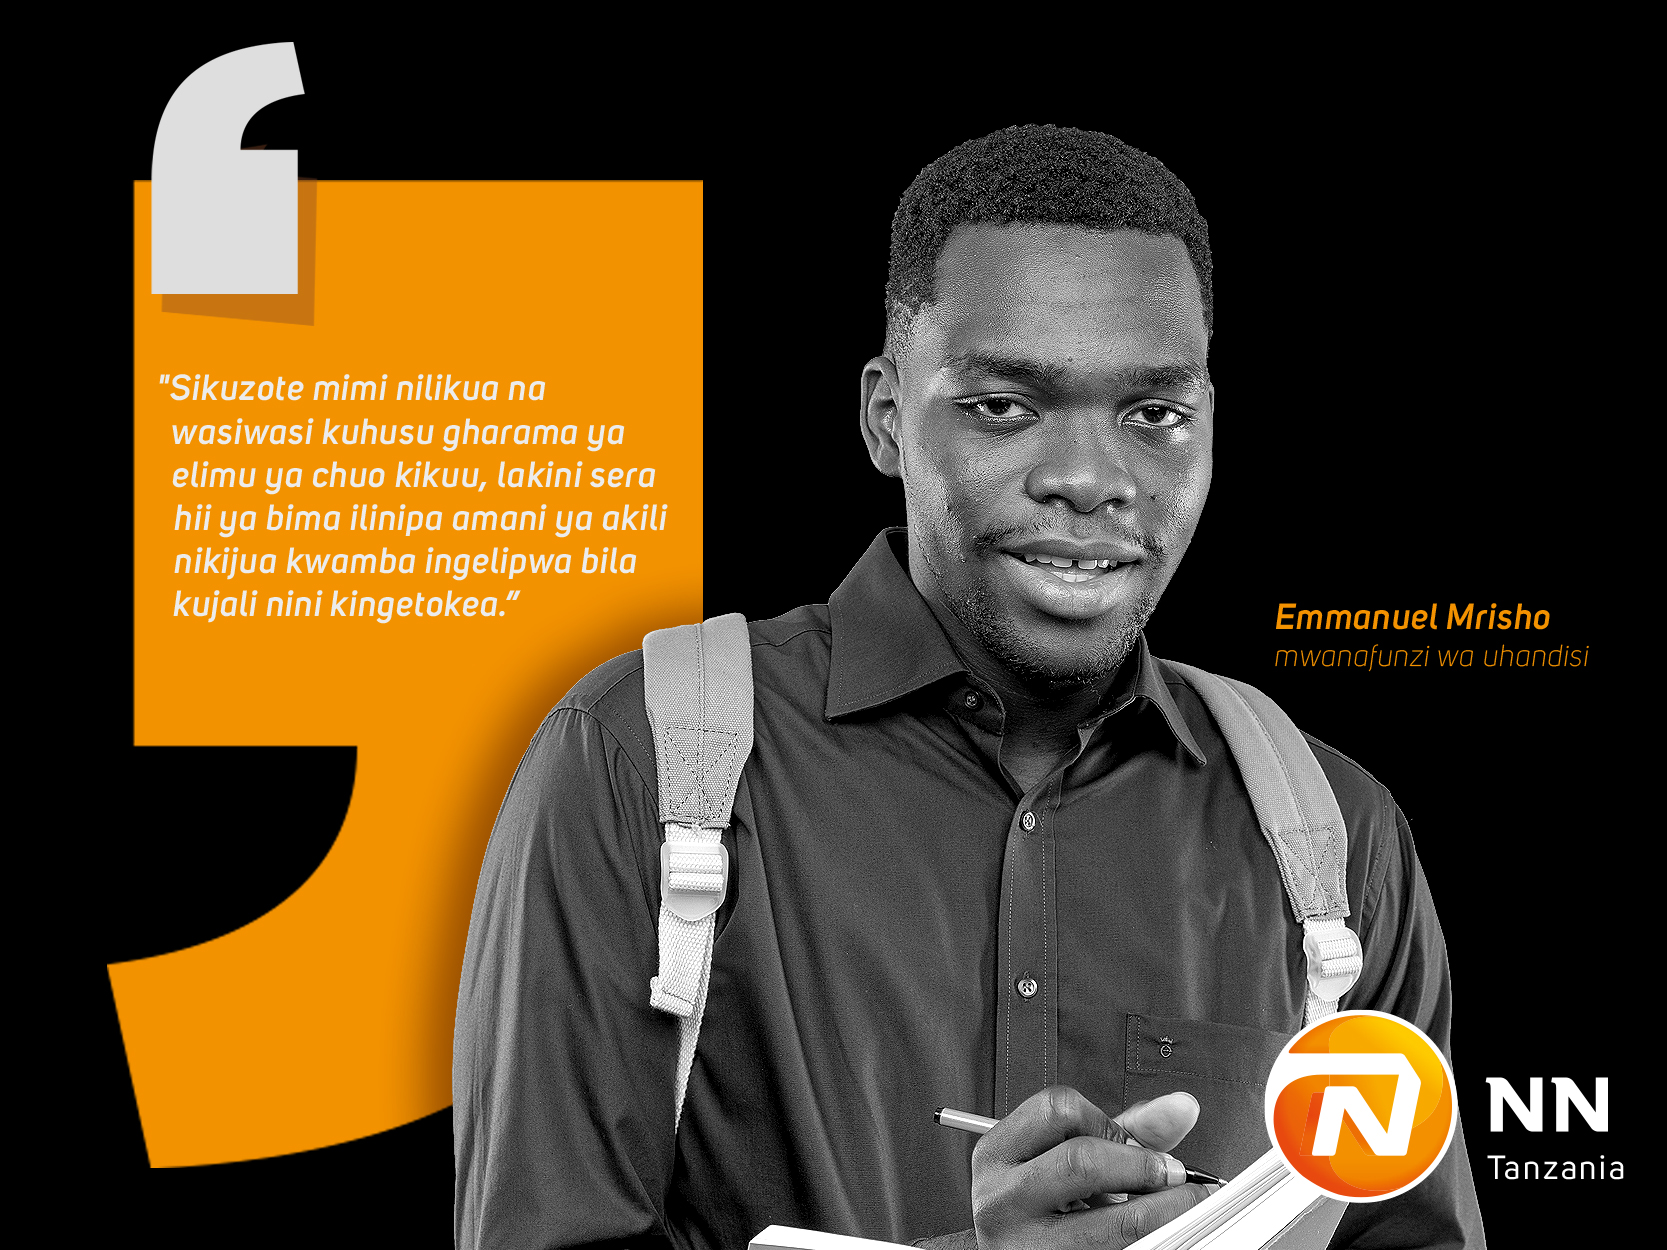 "Sikuzote mimi nilikua na
wasiwasi kuhusu gharama ya
elimu ya chuo kikuu, lakini sera
hii ya bima ilinipa amani ya akili
nikijua kwamba ingelipwa bila
kujali nini kingetokea.“
Emmanuel Mrisho
mwanafunzi wa uhandisi
N
NN
Tanzania